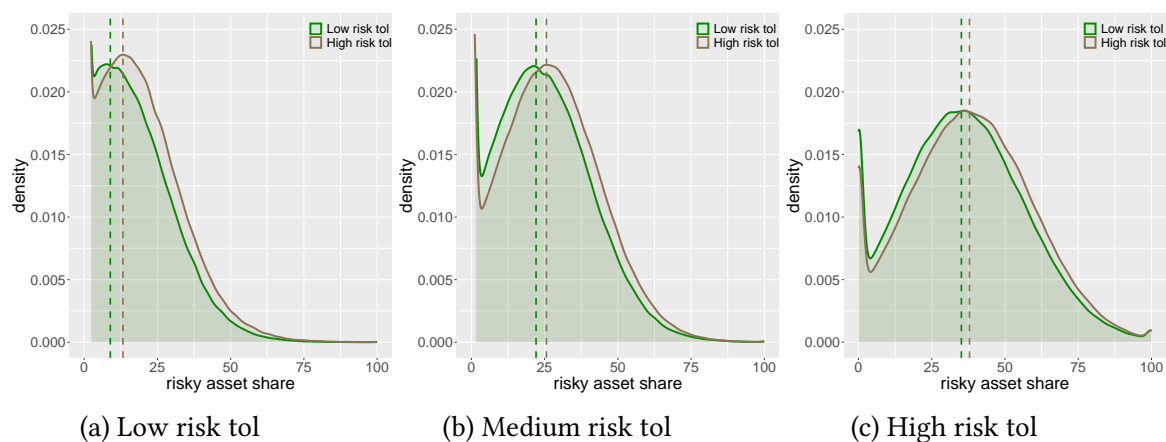 0.025
0.020
0.015
0.010
0.005
0.000
density
0 25 50 75 100
risky asset share
Low risk tol
High risk tol
(a) Low risk tol
0.025
0.020
0.015
0.010
0.005
0.000
density
0 25 50 75 100
risky asset share
Low risk tol
High risk tol
(b) Medium risk tol
0.025
0.020
0.015
0.010
0.005
0.000
density
0 25 50 75 100
risky asset share
Low risk tol
High risk tol
(c) High risk tol